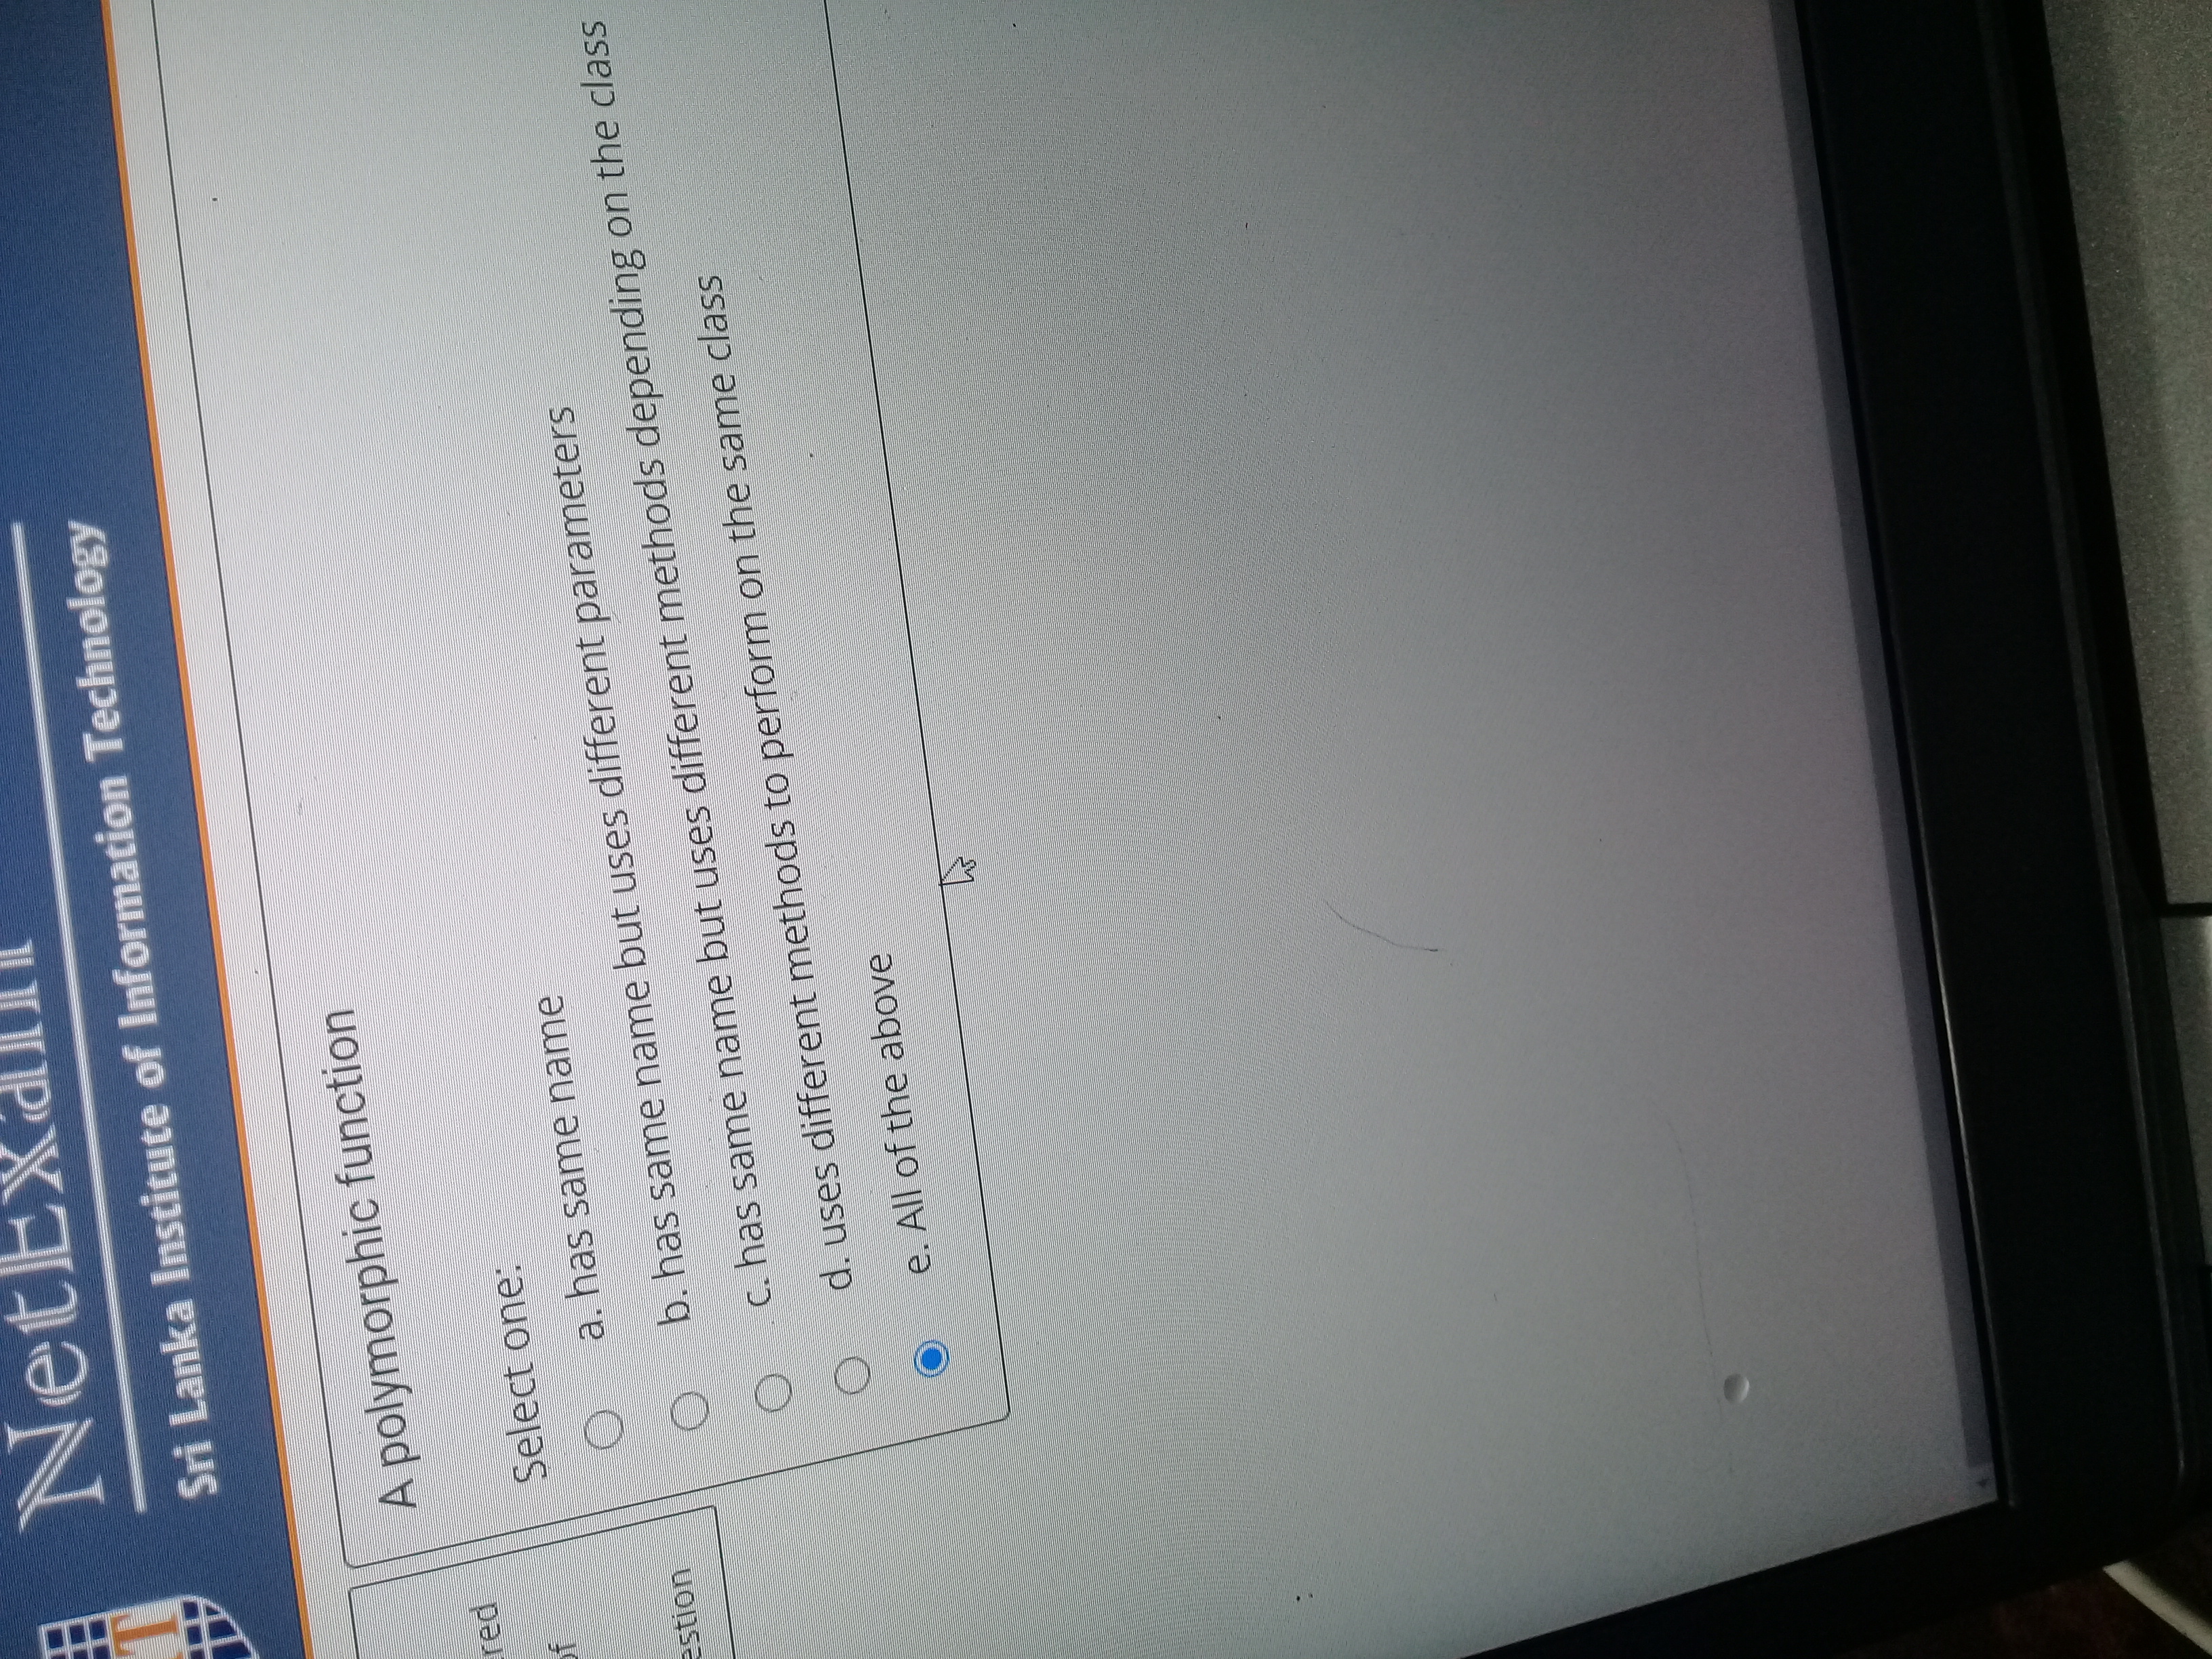 NetExam
Sri Lanka Institute of Information Technology
T
red
of
estion
A polymorphic function
Select one:
a. has same name
b. has same name but uses different parameters
c. has same name but uses different methods depending on the class
d. uses different methods to perform on the same class
e. All of the above